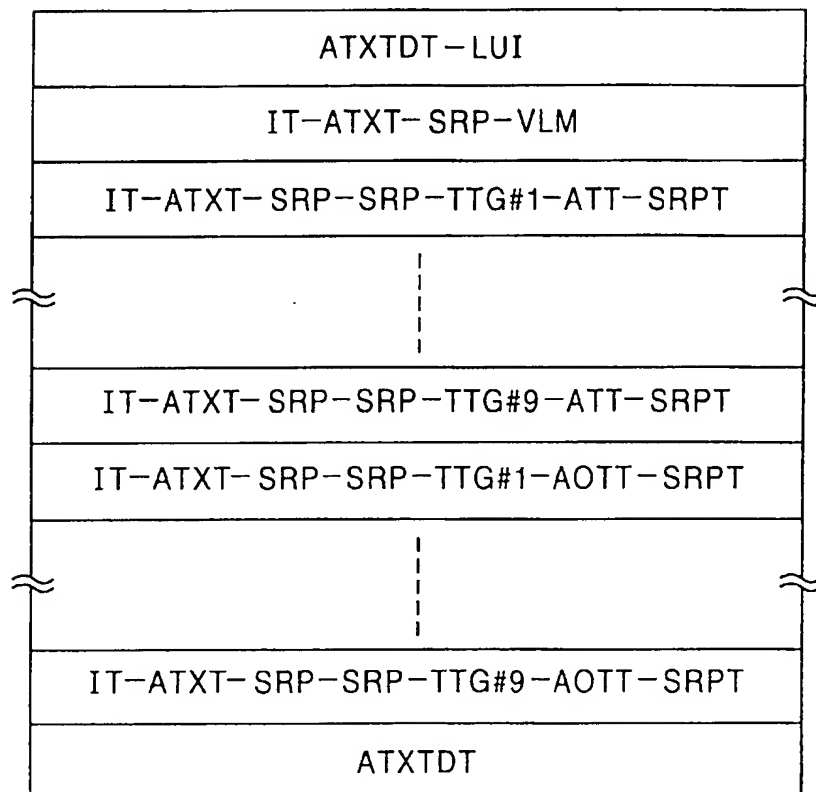 ATXTDT-LUI
IT-ATXT-SRP-VLM
IT-ATXT-SRP-SRP-TTG#1-ATT-SRPT
IT-ATXT-SRP-SRP-TTG#9-ATT-SRPT
IT-ATXT-SRP-SRP-TTG#1-AOTT-SRPT
IT-ATXT-SRP-SRP-TTG#9-AOTT-SRPT
ATXTDT